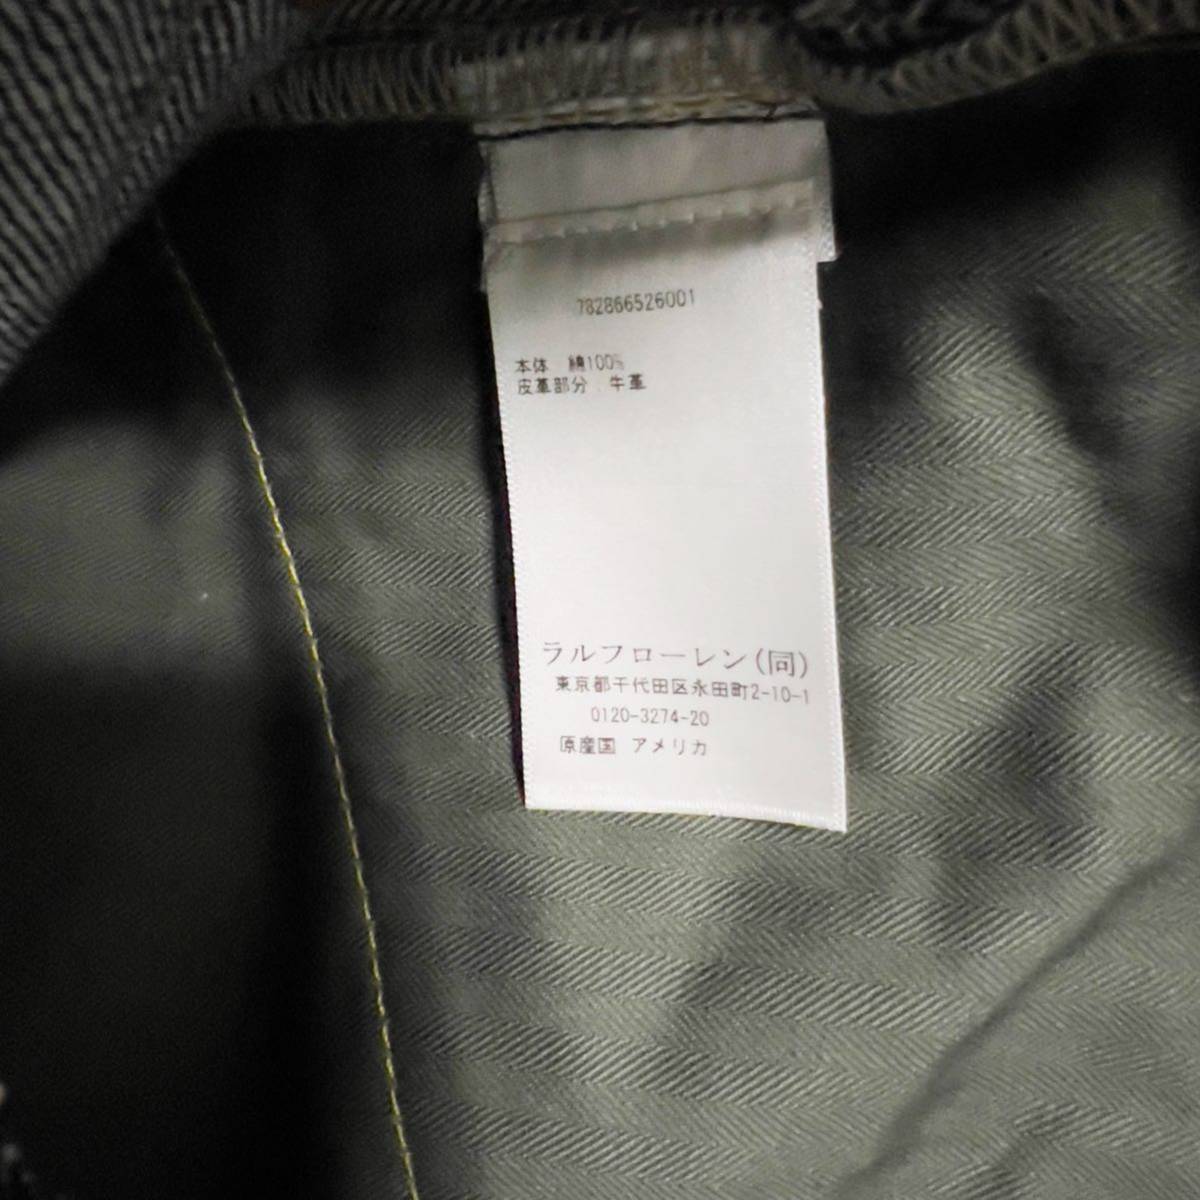 782866526001
本体 綿100%
皮革部分 牛革
ラルフローレン(同)
東京都千代田区永田町2-10-1
0120-3274-20
原産国 アメリカ